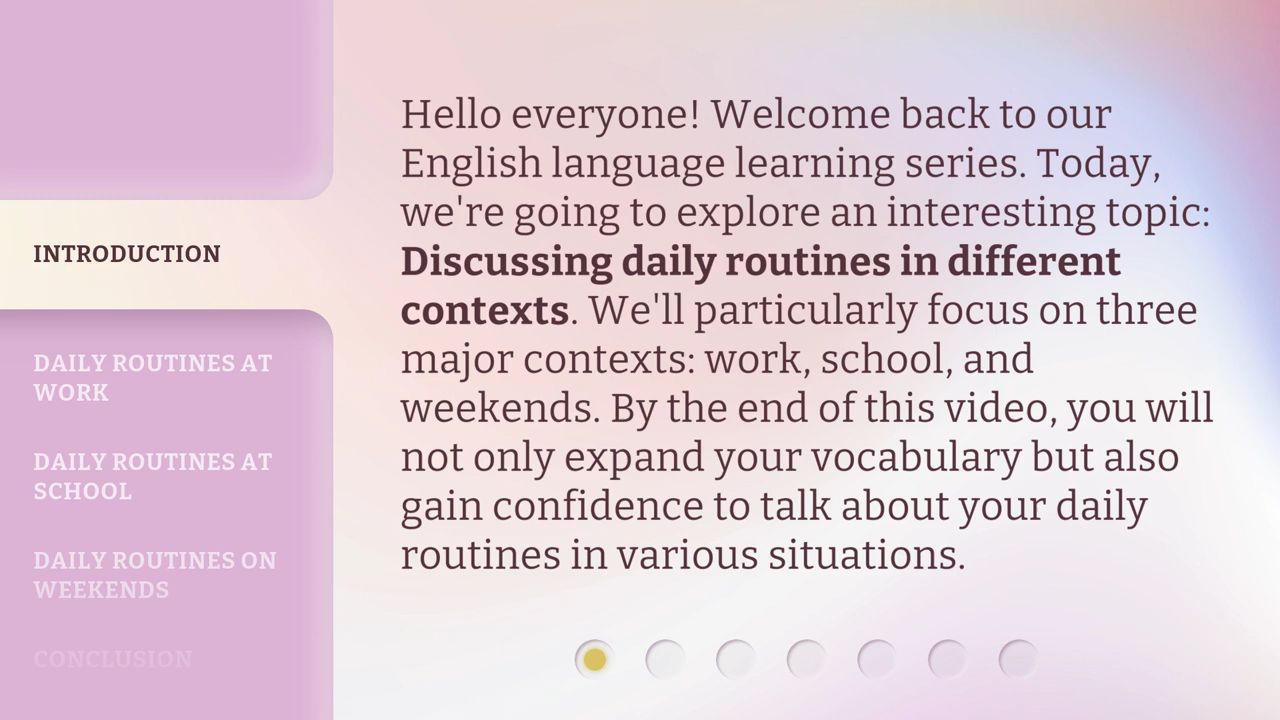 INTRODUCTION
DAILY ROUTINES AT
WORK
DAILY ROUTINES AT
SCHOOL
DAILY ROUTINES ON
WEEKENDS
CONCLUSION
Hello everyone! Welcome back to our
English language learning series. Today,
we're going to explore an interesting topic:
Discussing daily routines in different
contexts. We'll particularly focus on three
major contexts: work, school, and
weekends. By the end of this video, you will
not only expand your vocabulary but also
gain confidence to talk about your daily
routines in various situations.